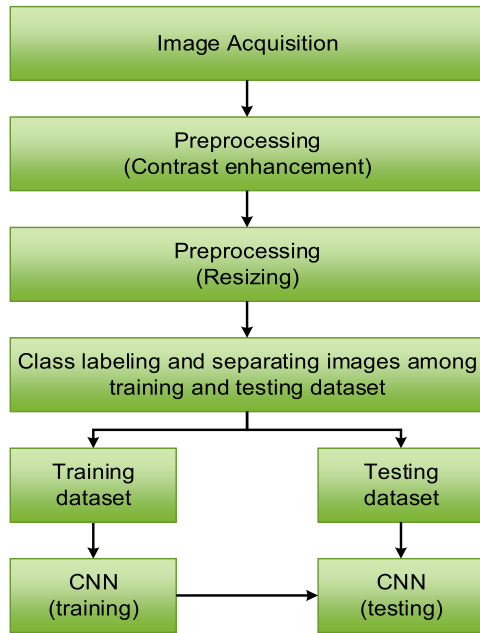 Image Acquisition
Preprocessing
(Contrast enhancement)
Preprocessing
(Resizing)
Class labeling and separating images among
training and testing dataset
Training
dataset
Testing
dataset
CNN
(training)
CNN
(testing)